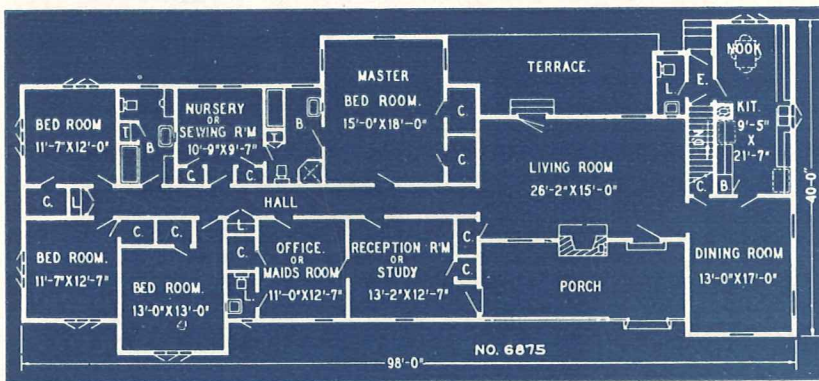 NOOK
TERRACE.
MASTER
BED ROOM.
15'-0"X18'-0"
L.
E.
KIT.
9'-5"
X
21'-7"
NURSERY
OR
SEWING R'M
10'-9"X9'-7"
BED ROOM
11'-7"X12'-0"
T.
B.
T.
B.
C.
C.
LIVING ROOM
26'-2"X15'-0"
DN
C.
B
C.
C.
C.
L.
HALL
40'-0"
C.
C.
L.
C.
C.
C.
L.
BED ROOM.
11'-7"X12'-7"
BED ROOM.
13'-0"X13'-0"
OFFICE
OR
MAIDS ROOM
11'-0"X12'-7"
RECEPTION R'M
OR
STUDY
13'-2"X12'-7"
PORCH
DINING ROOM
13'-0"X17'-0"
NO. 6875
98'-0"